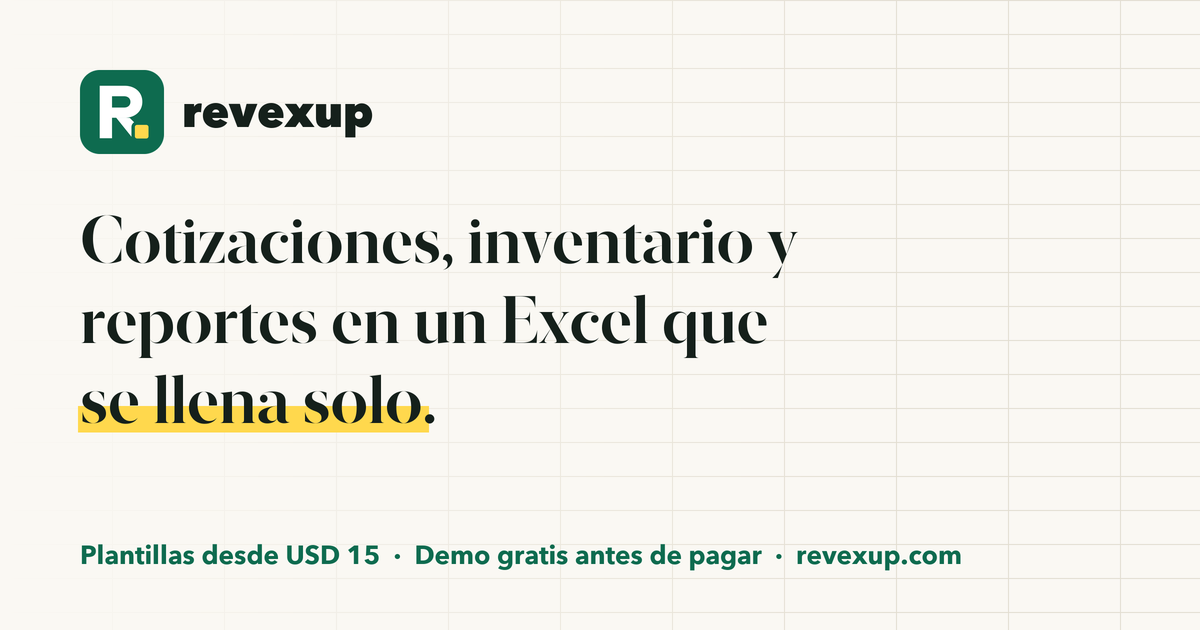 R.
revexup
Cotizaciones, inventario y
reportes en un Excel que
se llena solo.
Plantillas desde USD 15 · Demo gratis antes de pagar · revexup.com